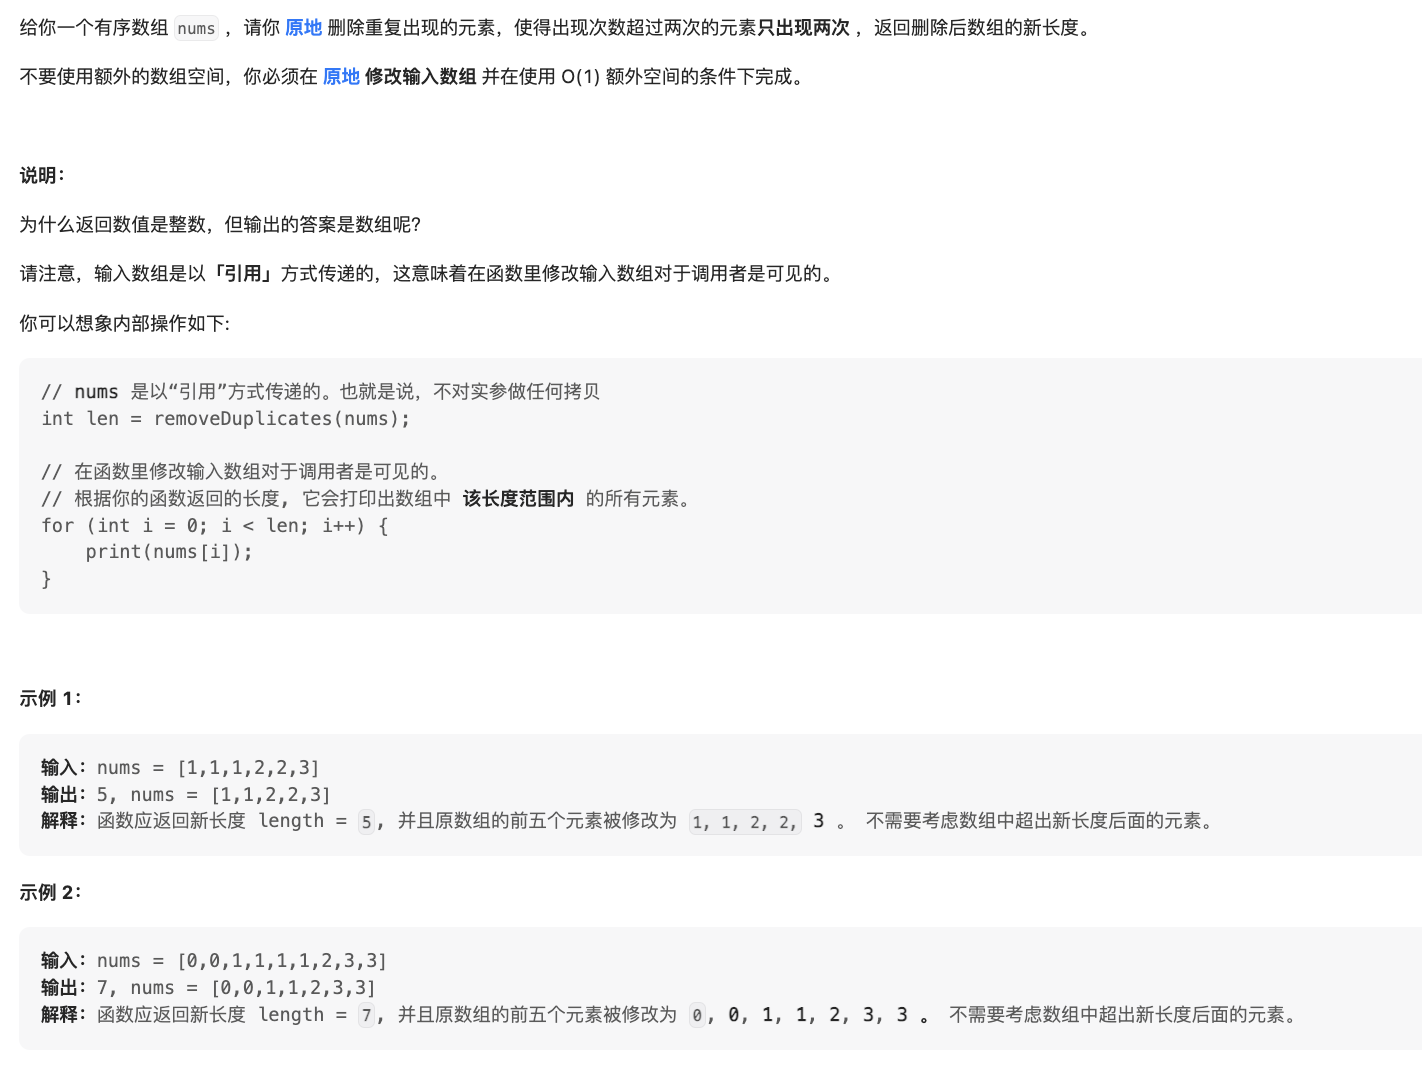 给你一个有序数组 nums ，请你 原地 删除重复出现的元素，使得出现次数超过两次的元素只出现两次 ，返回删除后数组的新长度。
不要使用额外的数组空间，你必须在 原地 修改输入数组 并在使用 O(1) 额外空间的条件下完成。
说明：
为什么返回数值是整数，但输出的答案是数组呢?
请注意，输入数组是以「引用」方式传递的，这意味着在函数里修改输入数组对于调用者是可见的。
你可以想象内部操作如下:
// nums 是以“引用”方式传递的。也就是说，不对实参做任何拷贝
int len = removeDuplicates(nums);
// 在函数里修改输入数组对于调用者是可见的。
// 根据你的函数返回的长度, 它会打印出数组中 该长度范围内 的所有元素。
for (int i = 0; i < len; i++) {
    print(nums[i]);
}
示例 1：
输入：nums = [1,1,1,2,2,3]
输出：5, nums = [1,1,2,2,3]
解释：函数应返回新长度 length = 5, 并且原数组的前五个元素被修改为 1, 1, 2, 2, 3 。 不需要考虑数组中超出新长度后面的元素。
示例 2：
输入：nums = [0,0,1,1,1,1,2,3,3]
输出：7, nums = [0,0,1,1,2,3,3]
解释：函数应返回新长度 length = 7, 并且原数组的前五个元素被修改为 0, 0, 1, 1, 2, 3, 3 。 不需要考虑数组中超出新长度后面的元素。